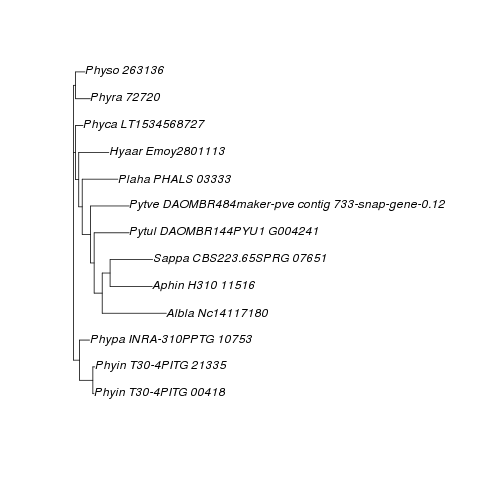 Physo 263136
Phyra 72720
Phyca LT1534568727
Hyaar Emoy2801113
Plaha PHALS 03333
Pytve DAOMBR484maker-pve contig 733-snap-gene-0.12
Pytul DAOMBR144PYU1 G004241
Sappa CBS223.65SPRG 07651
Aphin H310 11516
Albla Nc14117180
Phypa INRA-310PPTG 10753
Phyin T30-4PITG 21335
Phyin T30-4PITG 00418